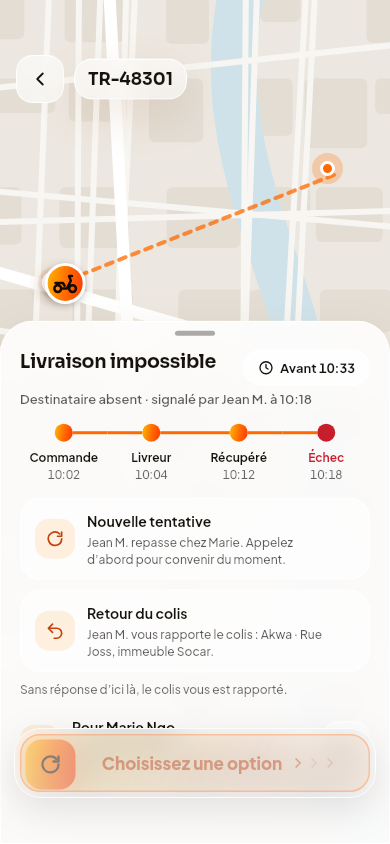 TR-48301
Livraison impossible
Avant 10:33
Destinataire absent · signalé par Jean M. à 10:18
Commande Livreur Récupéré Échec
10:02 10:04 10:12 10:18
Nouvelle tentative
Jean M. repasse chez Marie. Appelez
d’abord pour convenir du moment.
Retour du colis
Jean M. vous rapporte le colis : Akwa · Rue
Joss, immeuble Socar.
Sans réponse d’ici là, le colis vous est rapporté.
Pour Marie Ngo
Choisissez une option